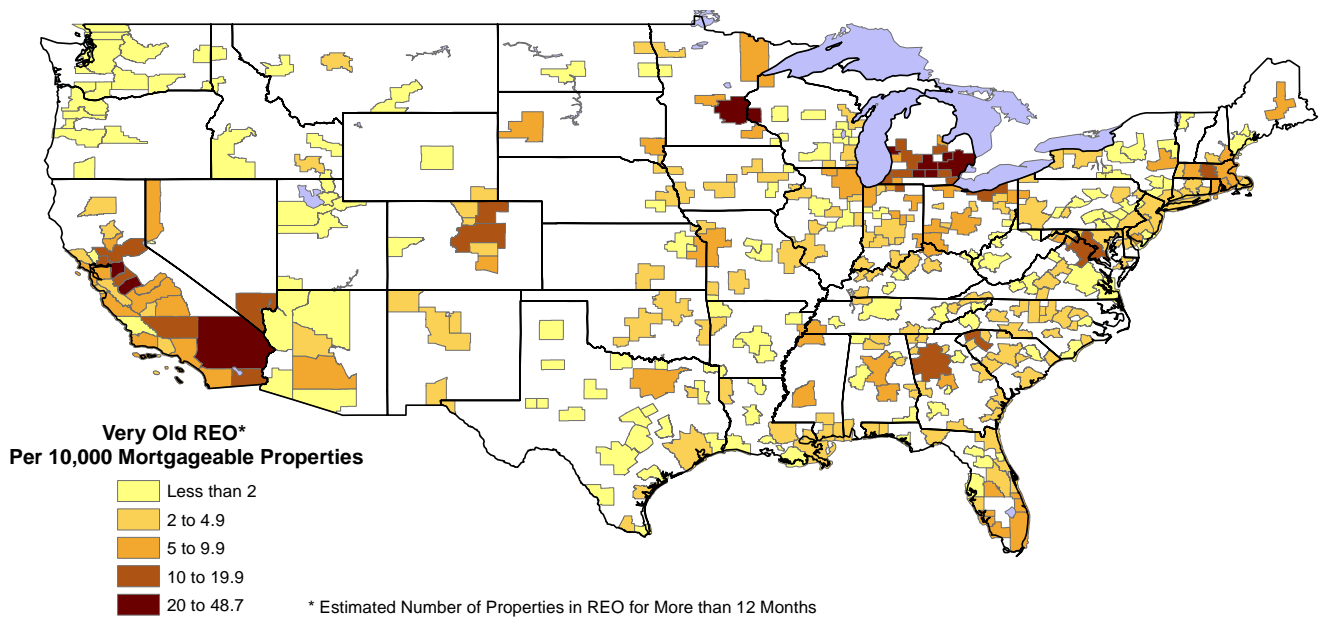 Very Old REO*
Per 10,000 Mortgageable Properties
Less than 2
2 to 4.9
5 to 9.9
10 to 19.9
20 to 48.7
* Estimated Number of Properties in REO for More than 12 Months